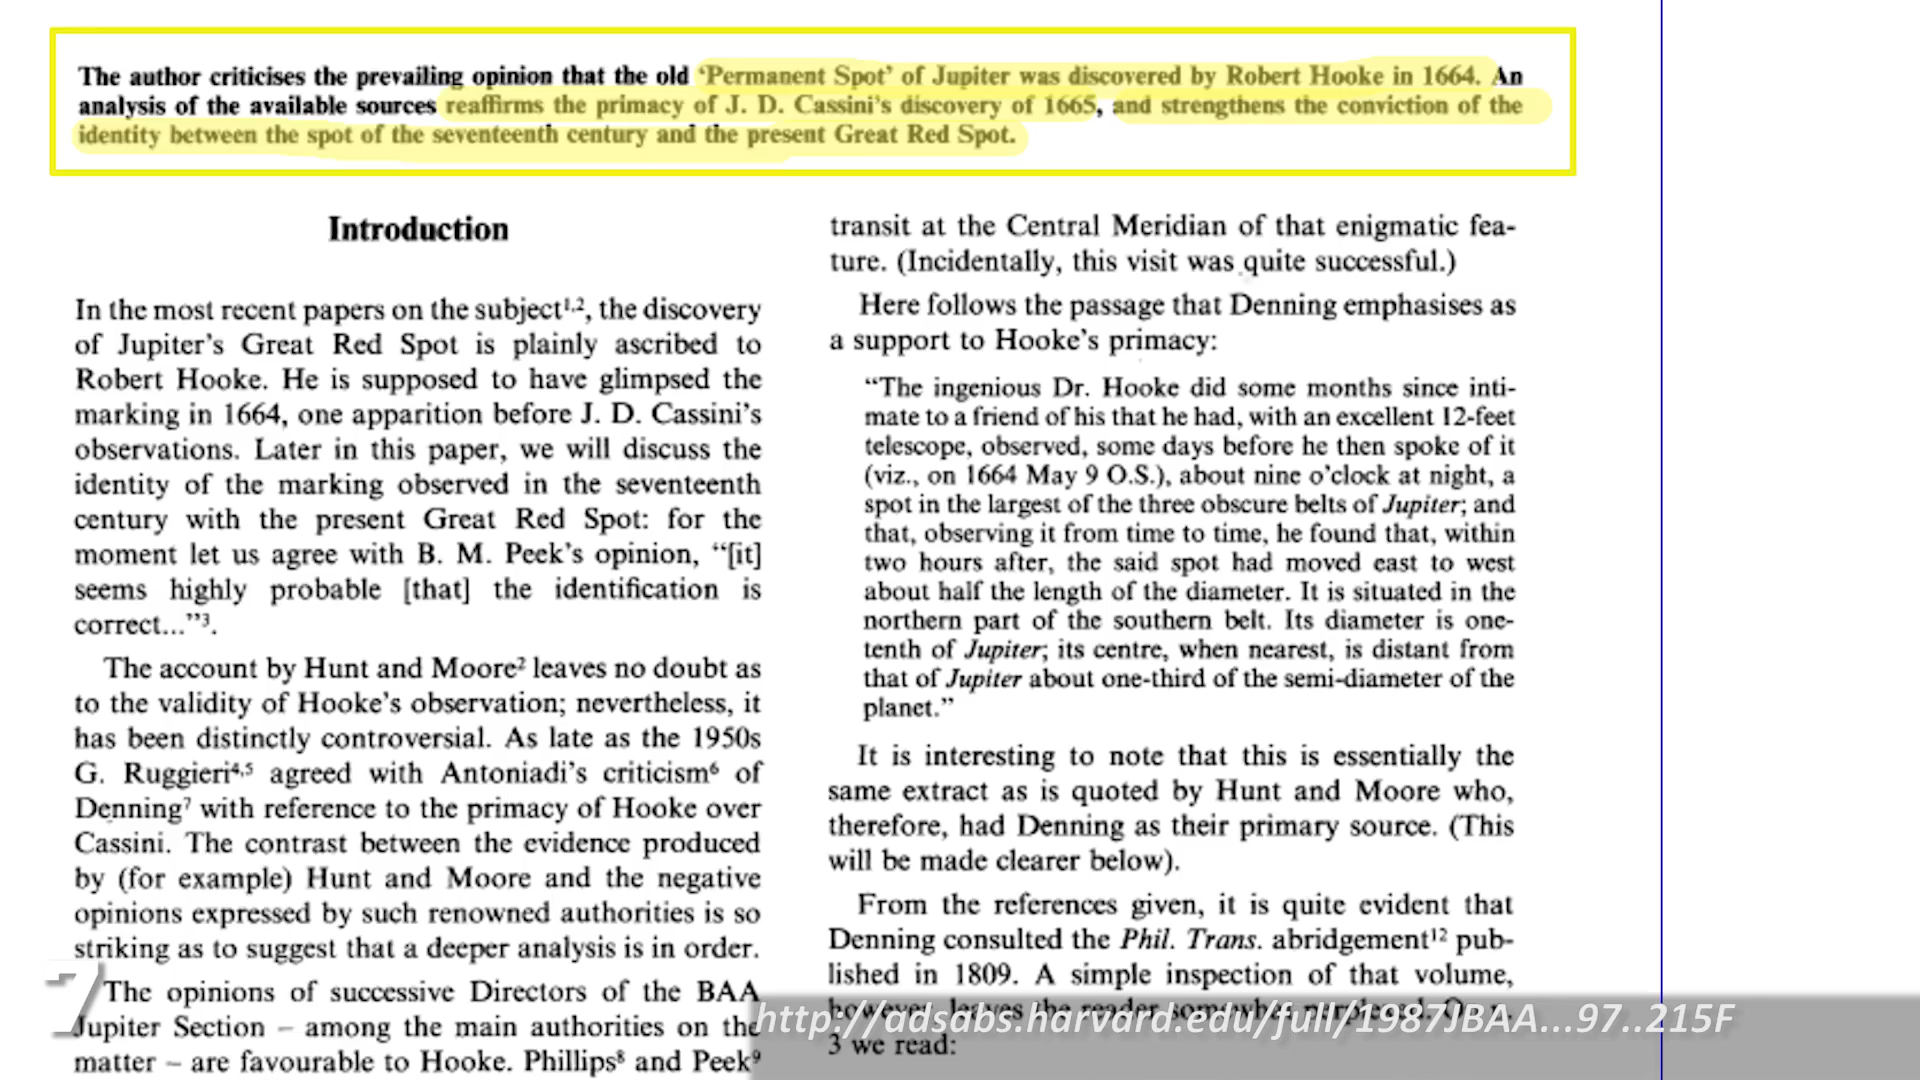 The author criticises the prevailing opinion that the old ‘Permanent Spot’ of Jupiter was discovered by Robert Hooke in 1664. An
analysis of the available sources reaffirms the primacy of J. D. Cassini’s discovery of 1665, and strengthens the conviction of the
identity between the spot of the seventeenth century and the present Great Red Spot.
Introduction
In the most recent papers on the subject¹,², the discovery
of Jupiter’s Great Red Spot is plainly ascribed to
Robert Hooke. He is supposed to have glimpsed the
marking in 1664, one apparition before J. D. Cassini’s
observations. Later in this paper, we will discuss the
identity of the marking observed in the seventeenth
century with the present Great Red Spot: for the
moment let us agree with B. M. Peek’s opinion, “[it]
seems highly probable [that] the identification is
correct...”³.
The account by Hunt and Moore² leaves no doubt as
to the validity of Hooke’s observation; nevertheless, it
has been distinctly controversial. As late as the 1950s
G. Ruggieri⁴,⁵ agreed with Antoniadi’s criticism⁶ of
Denning⁷ with reference to the primacy of Hooke over
Cassini. The contrast between the evidence produced
by (for example) Hunt and Moore and the negative
opinions expressed by such renowned authorities is so
striking as to suggest that a deeper analysis is in order.
The opinions of successive Directors of the BAA
Jupiter Section – among the main authorities on the
matter – are favourable to Hooke. Phillips⁸ and Peek⁹
transit at the Central Meridian of that enigmatic fea-
ture. (Incidentally, this visit was quite successful.)
Here follows the passage that Denning emphasises as
a support to Hooke’s primacy:
“The ingenious Dr. Hooke did some months since inti-
mate to a friend of his that he had, with an excellent 12-feet
telescope, observed, some days before he then spoke of it
(viz., on 1664 May 9 O.S.), about nine o’clock at night, a
spot in the largest of the three obscure belts of Jupiter; and
that, observing it from time to time, he found that, within
two hours after, the said spot had moved east to west
about half the length of the diameter. It is situated in the
northern part of the southern belt. Its diameter is one-
tenth of Jupiter; its centre, when nearest, is distant from
that of Jupiter about one-third of the semi-diameter of the
planet.”
It is interesting to note that this is essentially the
same extract as is quoted by Hunt and Moore who,
therefore, had Denning as their primary source. (This
will be made clearer below).
From the references given, it is quite evident that
Denning consulted the Phil. Trans. abridgement¹² pub-
lished in 1809. A simple inspection of that volume,
however, leaves the reader somewhat perplexed. On p.
3 we read:
7
http://adsabs.harvard.edu/full/1987JBAA...97..215F